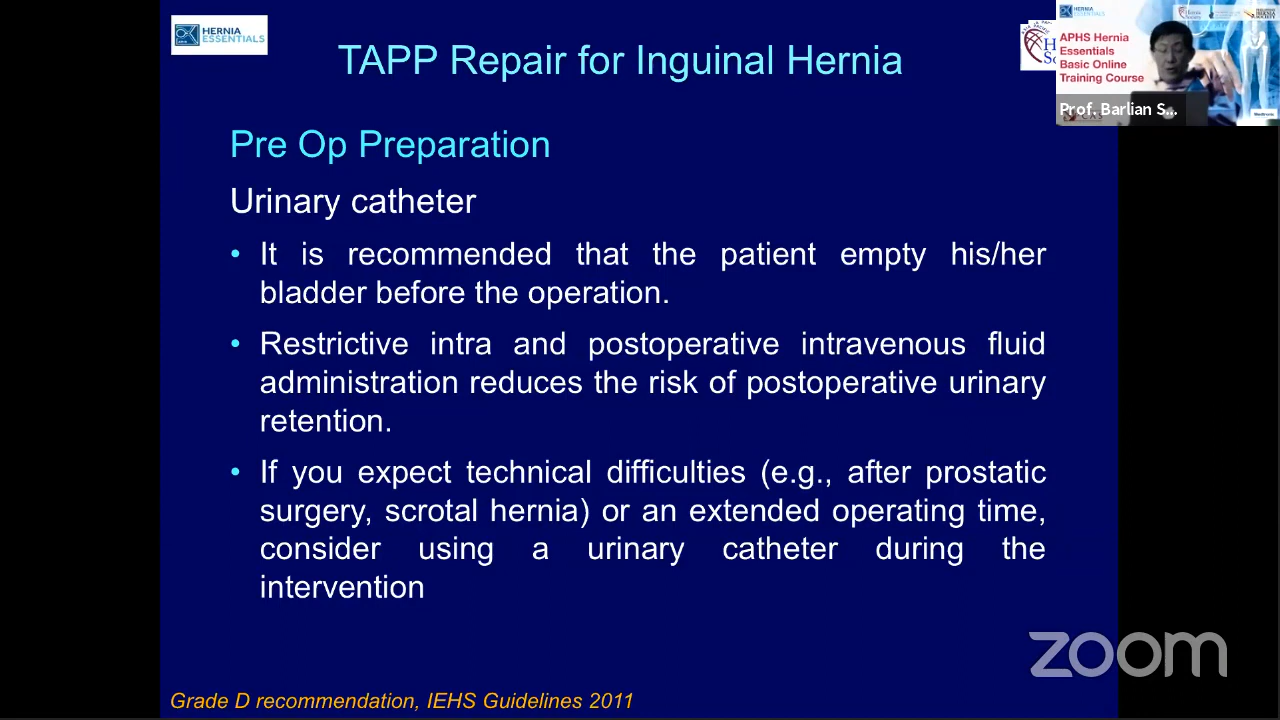 HERNIA
ESSENTIALS
TAPP Repair for Inguinal Hernia
APHS Hernia
Essentials
Basic Online
Training Course
Prof. Barlian S...
Pre Op Preparation
Urinary catheter
• It is recommended that the patient empty his/her
bladder before the operation.
• Restrictive intra and postoperative intravenous fluid
administration reduces the risk of postoperative urinary
retention.
• If you expect technical difficulties (e.g., after prostatic
surgery, scrotal hernia) or an extended operating time,
consider using a urinary catheter during the
intervention
zoom
Grade D recommendation, IEHS Guidelines 2011